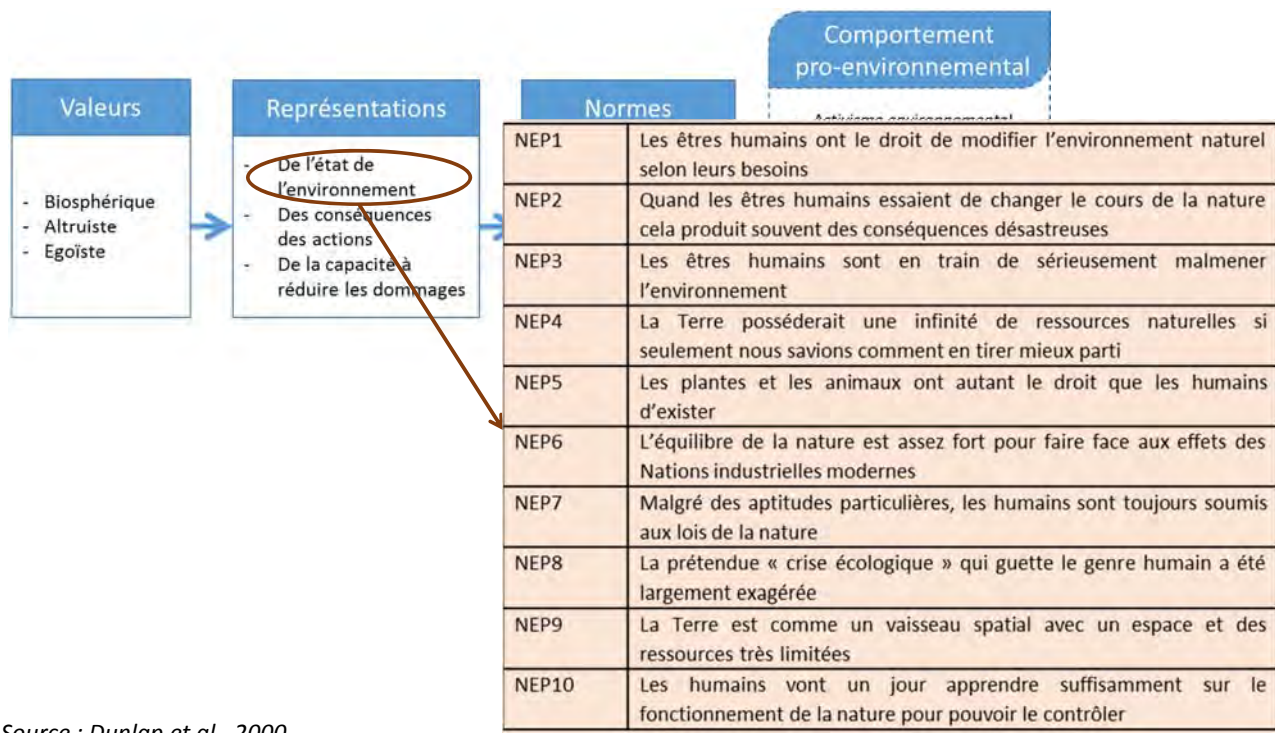 Comportement
pro-environnemental
Valeurs
Représentations
Normes
Activisme environnemental
- Biosphérique
- Altruiste
- Egoïste
- De l'état de
l'environnement
- Des conséquences
des actions
- De la capacité à
réduire les dommages
NEP1 Les êtres humains ont le droit de modifier l'environnement naturel
selon leurs besoins
NEP2 Quand les êtres humains essaient de changer le cours de la nature
cela produit souvent des conséquences désastreuses
NEP3 Les êtres humains sont en train de sérieusement malmener
l'environnement
NEP4 La Terre posséderait une infinité de ressources naturelles si
seulement nous savions comment en tirer mieux parti
NEP5 Les plantes et les animaux ont autant le droit que les humains
d'exister
NEP6 L'équilibre de la nature est assez fort pour faire face aux effets des
Nations industrielles modernes
NEP7 Malgré des aptitudes particulières, les humains sont toujours soumis
aux lois de la nature
NEP8 La prétendue « crise écologique » qui guette le genre humain a été
largement exagérée
NEP9 La Terre est comme un vaisseau spatial avec un espace et des
ressources très limitées
NEP10 Les humains vont un jour apprendre suffisamment sur le
fonctionnement de la nature pour pouvoir le contrôler
Source : Dunlap et al., 2000